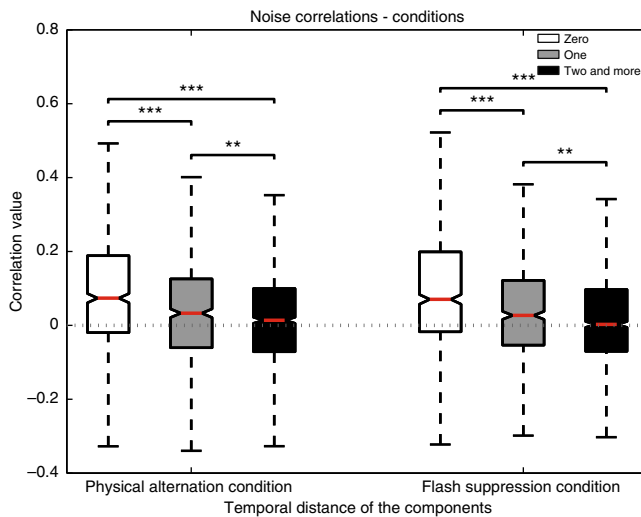 Noise correlations - conditions
0.8
Zero
One
Two and more
***
***
0.6
***
***
**
**
0.4
Correlation value
0.2
0
−0.2
−0.4
Physical alternation condition
Flash suppression condition
Temporal distance of the components